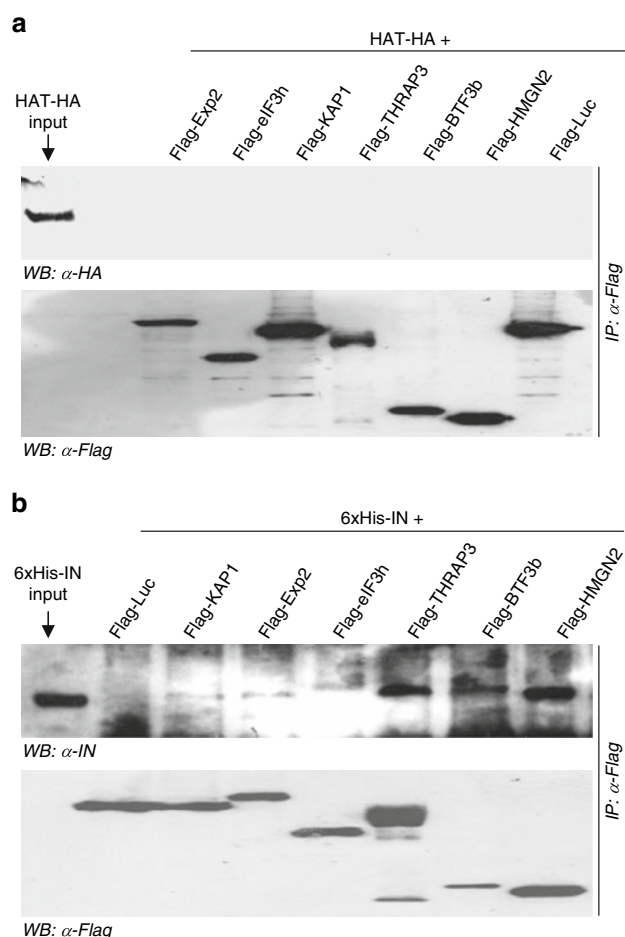 a
HAT-HA +
HAT-HA
input
Flag-Exp2
Flag-eIF3h
Flag-KAP1
Flag-THRAP3
Flag-BTF3b
Flag-HMGN2
Flag-Luc
WB: α-HA
IP: α-Flag
WB: α-Flag
b
6xHis-IN +
6xHis-IN
input
Flag-Luc
Flag-KAP1
Flag-Exp2
Flag-eIF3h
Flag-THRAP3
Flag-BTF3b
Flag-HMGN2
WB: α-IN
IP: α-Flag
WB: α-Flag